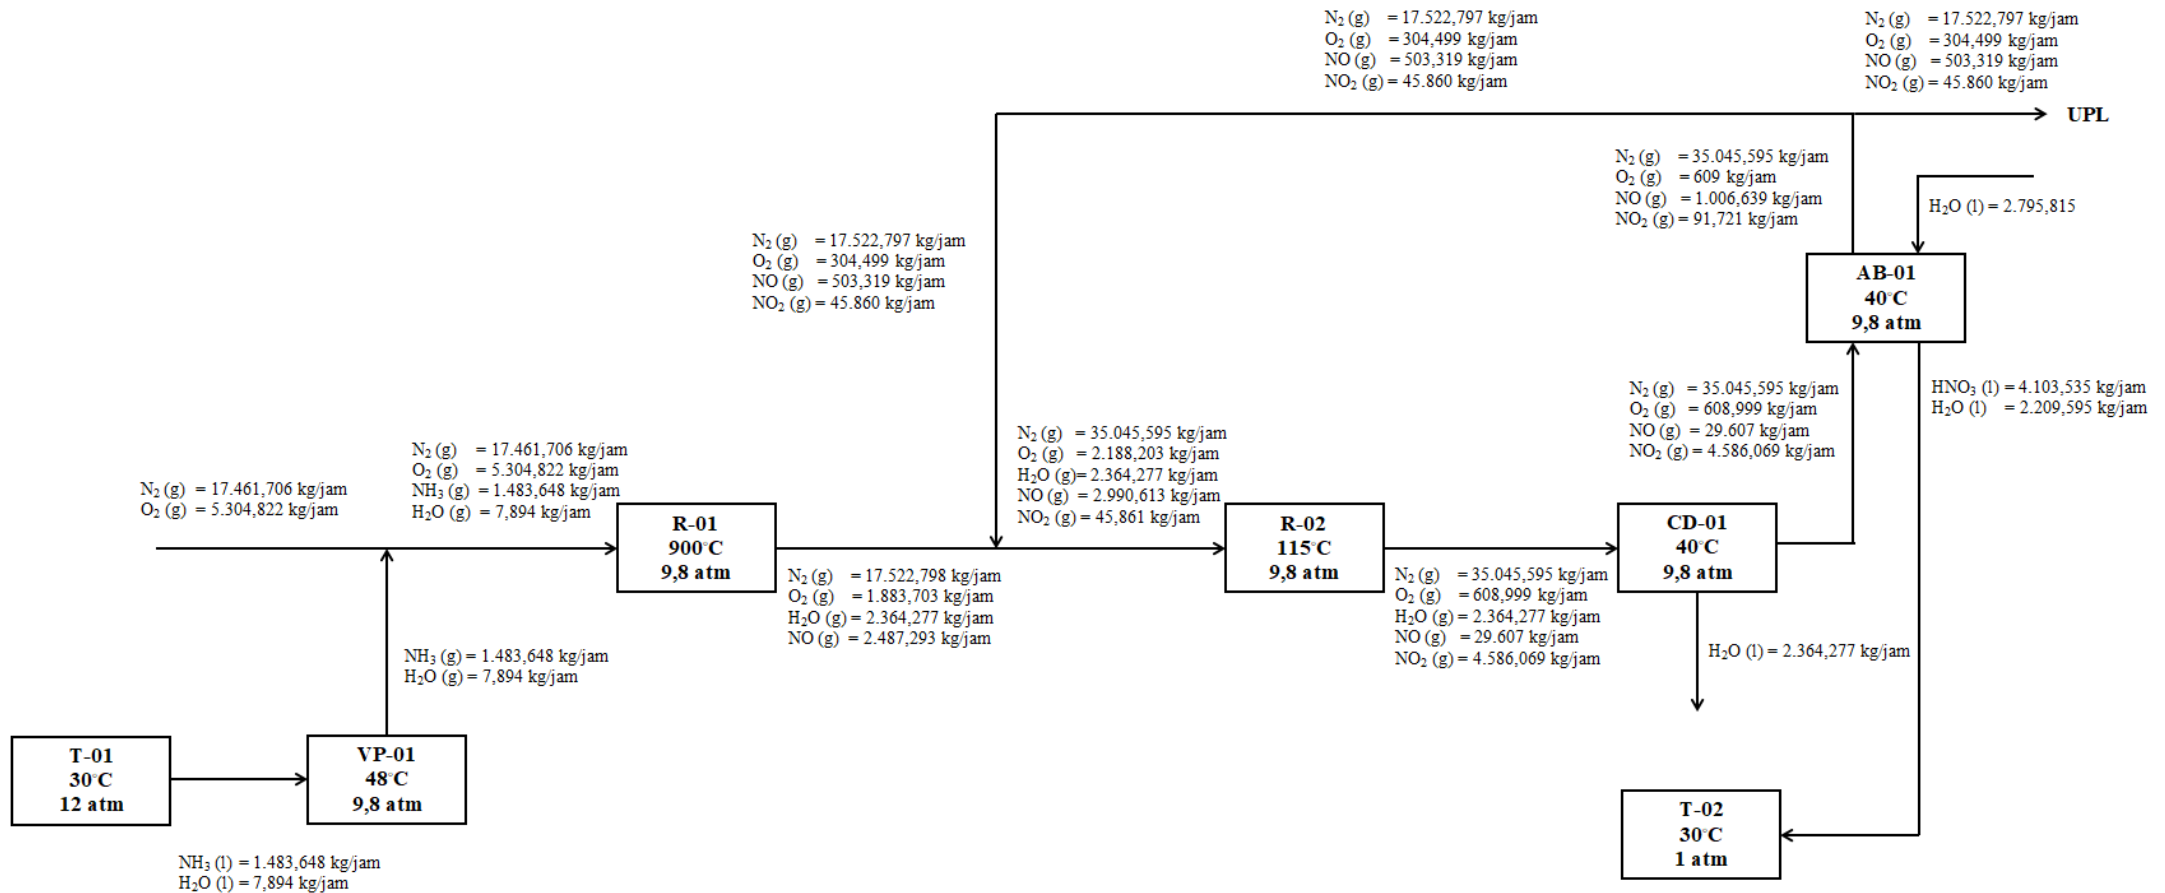 N₂ (g) = 17.522,797 kg/jam
O₂ (g) = 304,499 kg/jam
NO (g) = 503,319 kg/jam
NO₂ (g) = 45.860 kg/jam
N₂ (g) = 17.522,797 kg/jam
O₂ (g) = 304,499 kg/jam
NO (g) = 503,319 kg/jam
NO₂ (g) = 45.860 kg/jam
UPL
N₂ (g) = 35.045,595 kg/jam
O₂ (g) = 609 kg/jam
NO (g) = 1.006,639 kg/jam
NO₂ (g) = 91,721 kg/jam
H₂O (l) = 2.795,815
N₂ (g) = 17.522,797 kg/jam
O₂ (g) = 304,499 kg/jam
NO (g) = 503,319 kg/jam
NO₂ (g) = 45.860 kg/jam
AB-01
40°C
9,8 atm
N₂ (g) = 35.045,595 kg/jam
O₂ (g) = 608,999 kg/jam
NO (g) = 29.607 kg/jam
NO₂ (g) = 4.586,069 kg/jam
HNO₃ (l) = 4.103,535 kg/jam
H₂O (l) = 2.209,595 kg/jam
N₂ (g) = 17.461,706 kg/jam
O₂ (g) = 5.304,822 kg/jam
N₂ (g) = 17.461,706 kg/jam
O₂ (g) = 5.304,822 kg/jam
NH₃ (g) = 1.483,648 kg/jam
H₂O (g) = 7,894 kg/jam
N₂ (g) = 35.045,595 kg/jam
O₂ (g) = 2.188,203 kg/jam
H₂O (g)= 2.364,277 kg/jam
NO (g) = 2.990,613 kg/jam
NO₂ (g) = 45,861 kg/jam
R-01
900°C
9,8 atm
R-02
115°C
9,8 atm
CD-01
40°C
9,8 atm
N₂ (g) = 17.522,798 kg/jam
O₂ (g) = 1.883,703 kg/jam
H₂O (g) = 2.364,277 kg/jam
NO (g) = 2.487,293 kg/jam
N₂ (g) = 35.045,595 kg/jam
O₂ (g) = 608,999 kg/jam
H₂O (g) = 2.364,277 kg/jam
NO (g) = 29.607 kg/jam
NO₂ (g) = 4.586,069 kg/jam
H₂O (l) = 2.364,277 kg/jam
NH₃ (g) = 1.483,648 kg/jam
H₂O (g) = 7,894 kg/jam
T-01
30°C
12 atm
VP-01
48°C
9,8 atm
T-02
30°C
1 atm
NH₃ (l) = 1.483,648 kg/jam
H₂O (l) = 7,894 kg/jam